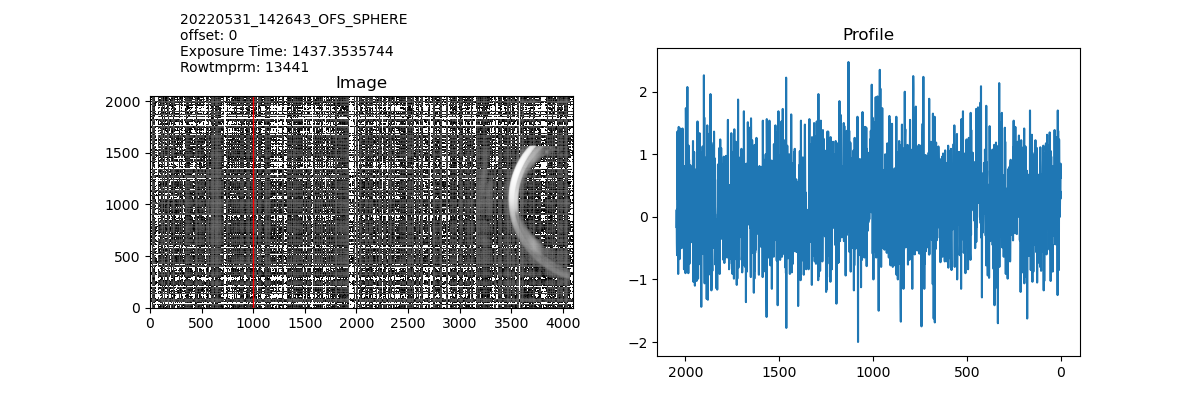 20220531_142643_OFS_SPHERE
offset: 0
Exposure Time: 1437.3535744
Rowtmprm: 13441
Image
2000
1500
1000
500
0
0 500 1000 1500 2000 2500 3000 3500 4000
Profile
2
1
0
−1
−2
2000 1500 1000 500 0